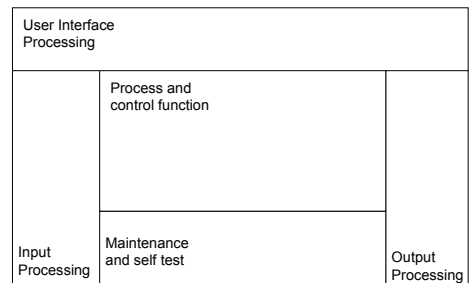 User Interface
Processing
Process and
control function
Input
Processing
Maintenance
and self test
Output
Processing